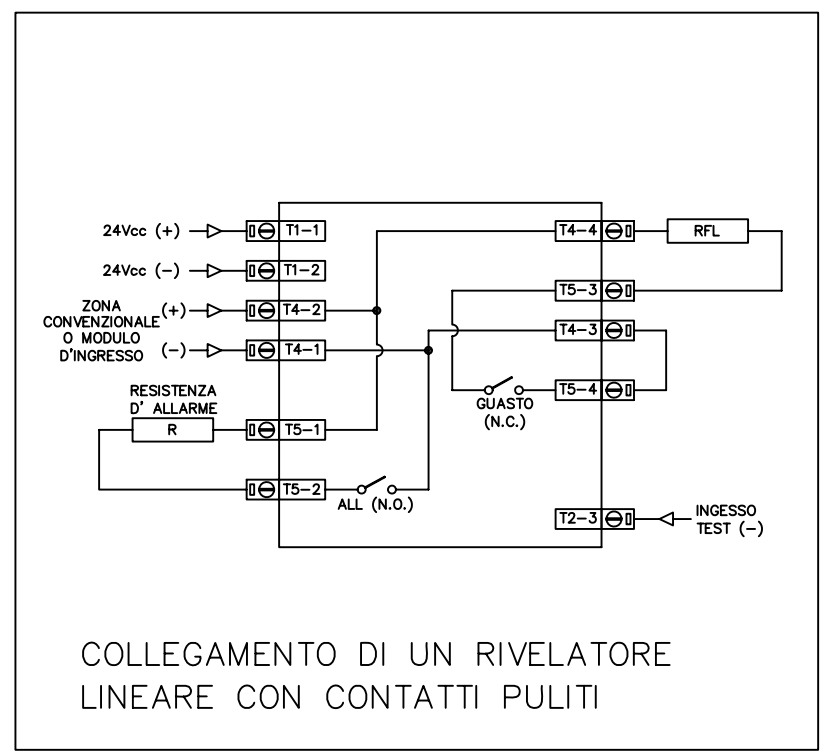 24Vcc (+)
T1-1
24Vcc (-)
T1-2
ZONA
CONVENZIONALE
O MODULO
D'INGRESSO
(+)
T4-2
(-)
T4-1
RESISTENZA
D' ALLARME
R
T5-1
T5-2
ALL (N.O.)
T4-4
RFL
T5-3
T4-3
T5-4
GUASTO
(N.C.)
T2-3
INGESSO
TEST (-)
COLLEGAMENTO DI UN RIVELATORE
LINEARE CON CONTATTI PULITI